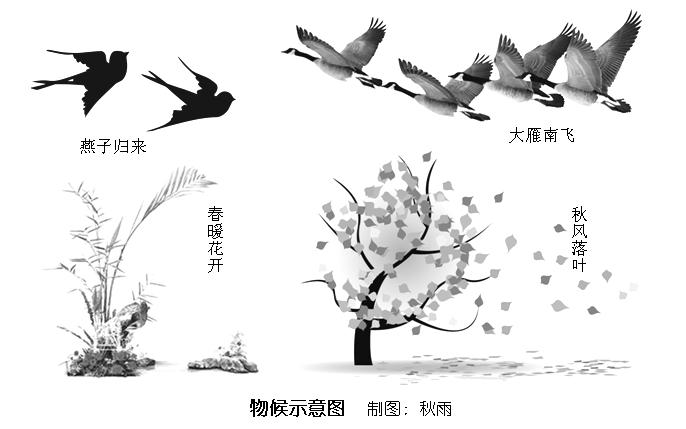 燕子归来
大雁南飞
春暖花开
秋风落叶
物候示意图 制图：秋雨